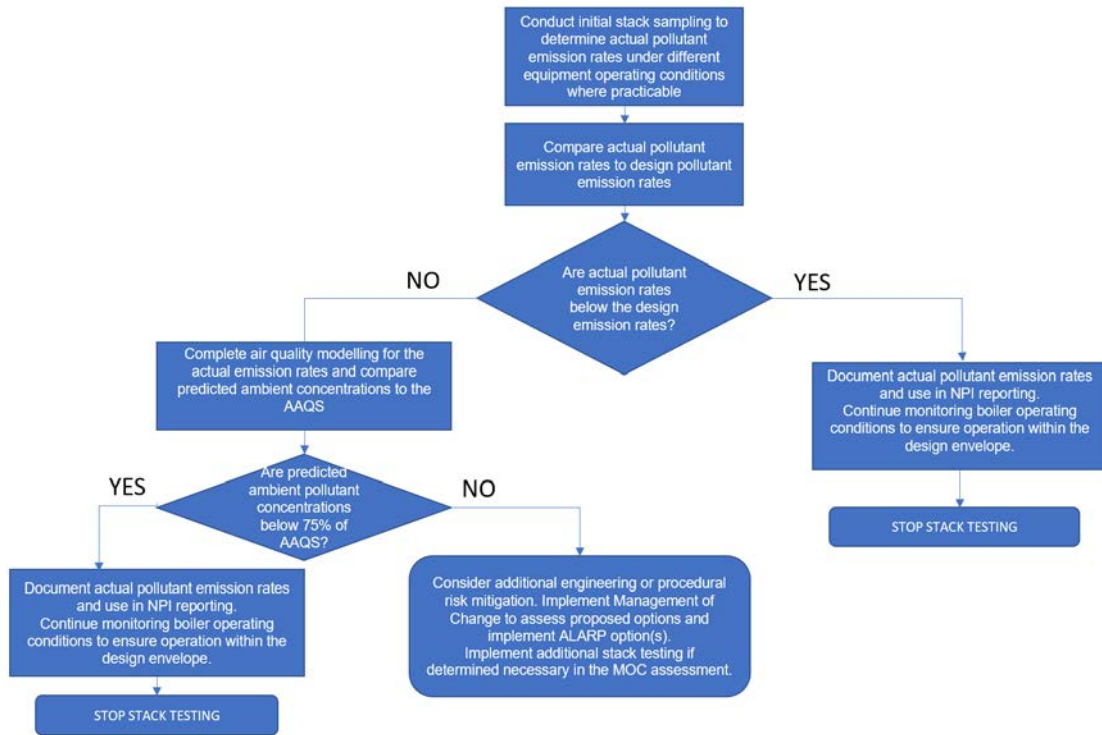 Conduct initial stack sampling to
determine actual pollutant
emission rates under different
equipment operating conditions
where practicable
Compare actual pollutant
emission rates to design pollutant
emission rates
NO
Are actual pollutant
emission rates
below the design
emission rates?
YES
Complete air quality modelling for the
actual emission rates and compare
predicted ambient concentrations to the
AAQS
Document actual pollutant emission rates
and use in NPI reporting.
Continue monitoring boiler operating
conditions to ensure operation within the
design envelope.
STOP STACK TESTING
YES
Are predicted
ambient pollutant
concentrations
below 75% of
AAQS?
NO
Document actual pollutant emission rates
and use in NPI reporting.
Continue monitoring boiler operating
conditions to ensure operation within the
design envelope.
STOP STACK TESTING
Consider additional engineering or procedural
risk mitigation. Implement Management of
Change to assess proposed options and
implement ALARP option(s).
Implement additional stack testing if
determined necessary in the MOC assessment.